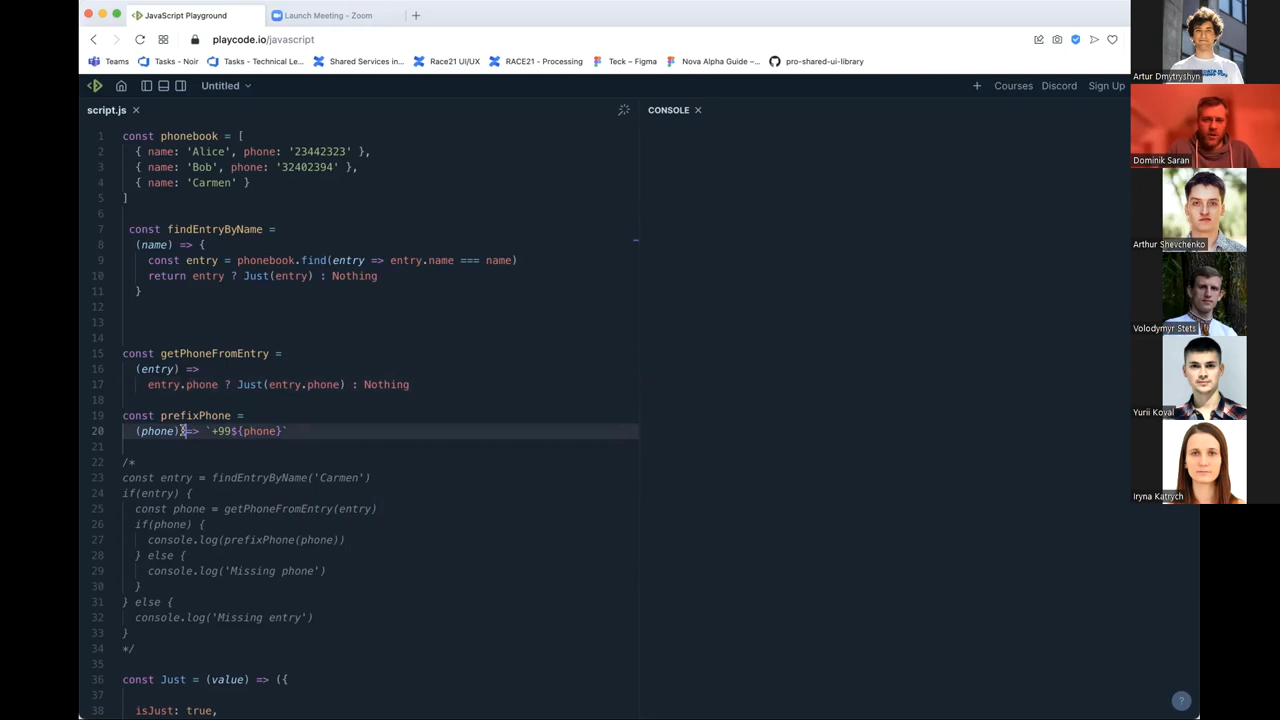 JavaScript Playground
Launch Meeting - Zoom
playcode.io/javascript
Teams
Tasks - Noir
Tasks - Technical Le...
Shared Services in...
Race21 UI/UX
RACE21 - Processing
Teck – Figma
Nova Alpha Guide –...
pro-shared-ui-library
Untitled
Courses
Discord
Sign Up
script.js
CONSOLE
1 const phonebook = [
2 { name: 'Alice', phone: '23442323' },
3 { name: 'Bob', phone: '32402394' },
4 { name: 'Carmen' }
5 ]
6
7 const findEntryByName =
8 (name) => {
9 const entry = phonebook.find(entry => entry.name === name)
10 return entry ? Just(entry) : Nothing
11 }
12
13
14
15 const getPhoneFromEntry =
16 (entry) =>
17 entry.phone ? Just(entry.phone) : Nothing
18
19 const prefixPhone =
20 (phone) => `+99${phone}`
21
22 /*
23 const entry = findEntryByName('Carmen')
24 if(entry) {
25 const phone = getPhoneFromEntry(entry)
26 if(phone) {
27 console.log(prefixPhone(phone))
28 } else {
29 console.log('Missing phone')
30 }
31 } else {
32 console.log('Missing entry')
33 }
34 */
35
36 const Just = (value) => ({
37
38 isJust: true,
?
Artur Dmytryshyn
Dominik Saran
Arthur Shevchenko
Volodymyr Stets
Yurii Koval
Iryna Katrych